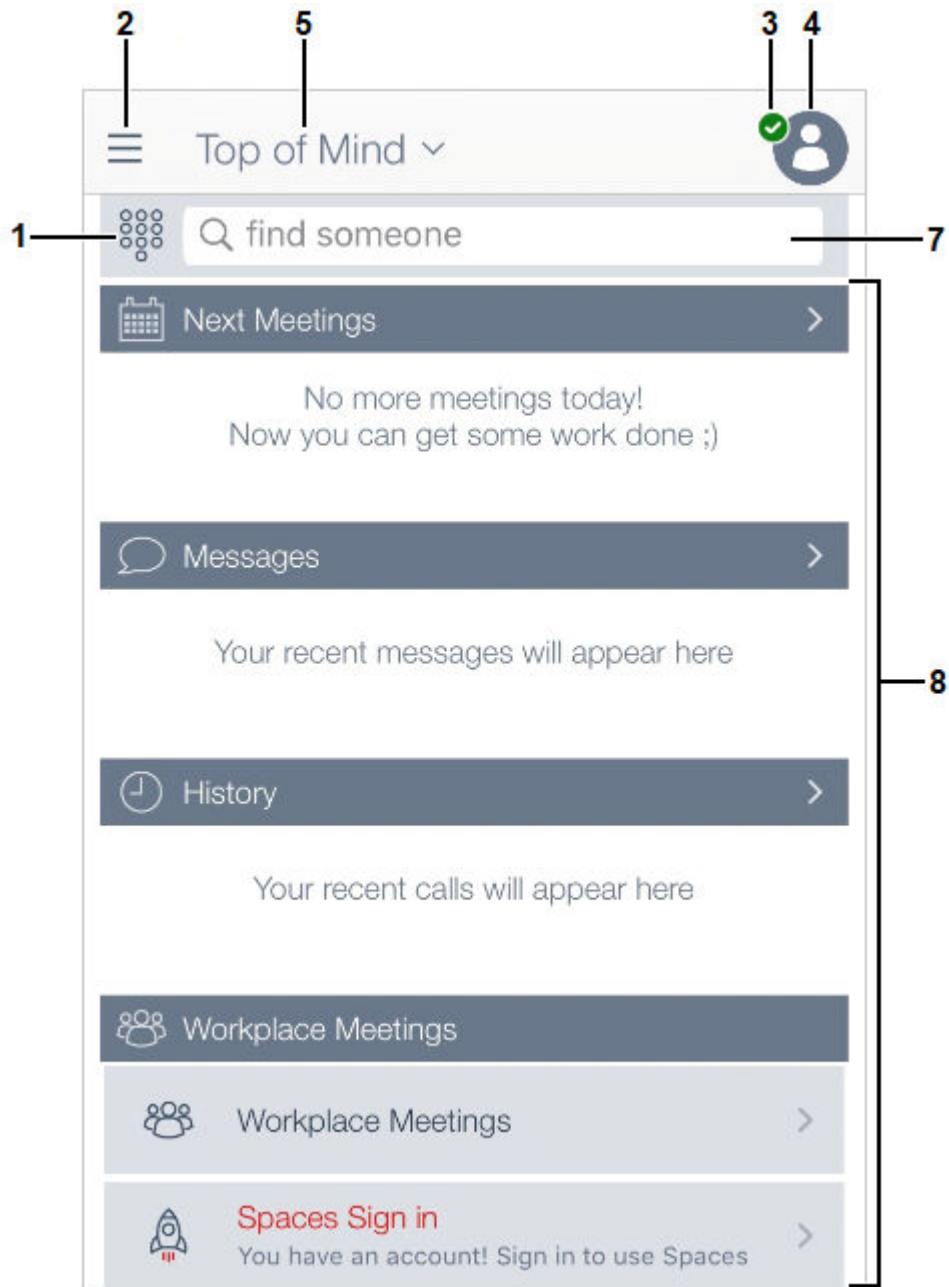 2 5 3 4
Top of Mind
1 find someone 7
Next Meetings
No more meetings today!
Now you can get some work done ;)
Messages
Your recent messages will appear here
8
History
Your recent calls will appear here
Workplace Meetings
Workplace Meetings
Spaces Sign in
You have an account! Sign in to use Spaces